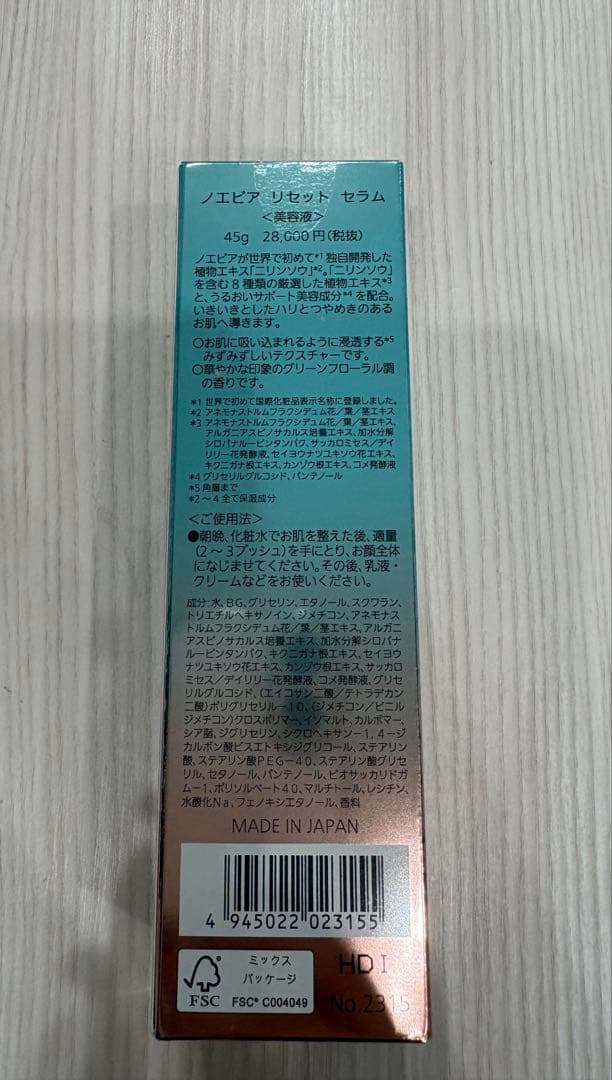 ノエビア リセット セラム
＜美容液＞
45g 28,000円(税抜)
ノエビアが世界で初めて*1独自開発した
植物エキス「ニリンソウ」*2。「ニリンソウ」
を含む8種類の厳選した植物エキス*3
と、うるおいサポート美容成分*4を配合。
いきいきとしたハリとつやめきのある
お肌へ導きます。
○お肌に吸い込まれるように浸透する*5
みずみずしいテクスチャーです。
○華やかな印象のグリーンフローラル調
の香りです。
*1 世界で初めて国際化粧品表示名称に登録しました。
*2 アネモナストルムフラクシデュム花／葉／茎エキス
*3 アネモナストルムフラクシデュム花／葉／茎エキス、
アルガニアスピノサカルス培養エキス、加水分解
シロバナルーピンタンパク、サッカロミセス／デイ
リリー花発酵液、セイヨウナツユキソウ花エキス、
キクニガナ根エキス、カンゾウ根エキス、コメ発酵液
*4 グリセリルグルコシド、パンテノール
*5 角層まで
*2～4 全て保湿成分
＜ご使用法＞
●朝晩、化粧水でお肌を整えた後、適量
(2～3プッシュ)を手にとり、お顔全体
になじませてください。その後、乳液・
クリームなどをお使いください。
成分:水、BG、グリセリン、エタノール、スクワラン、
トリエチルヘキサノイン、ジメチコン、アネモナス
トルムフラクシデュム花／葉／茎エキス、アルガニ
アスピノサカルス培養エキス、加水分解シロバナ
ルーピンタンパク、キクニガナ根エキス、セイヨウ
ナツユキソウ花エキス、カンゾウ根エキス、サッカロ
ミセス／デイリリー花発酵液、コメ発酵液、グリセ
リルグルコシド、(エイコサン二酸／テトラデカン
二酸)ポリグリセリル－10、(ジメチコン／ビニル
ジメチコン)クロスポリマー、イソマルト、カルボマー、
シア脂、ジグリセリン、シクロヘキサン－1,4－ジ
カルボン酸ビスエトキシジグリコール、ステアリン
酸、ステアリン酸PEG－40、ステアリン酸グリセ
リル、セタノール、パンテノール、ビオサッカリドガ
ム－1、ポリソルベート40、マルチトール、レシチン、
水酸化Na、フェノキシエタノール、香料
MADE IN JAPAN
4 945022 023155
ミックス
パッケージ
FSC
FSC® C004049
HDI
No.2315